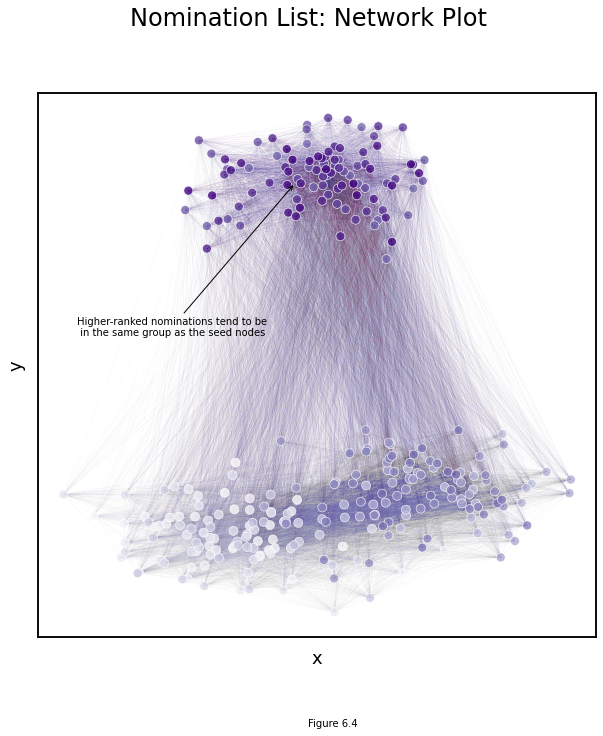 Nomination List: Network Plot
Higher-ranked nominations tend to be
in the same group as the seed nodes
y
x
Figure 6.4